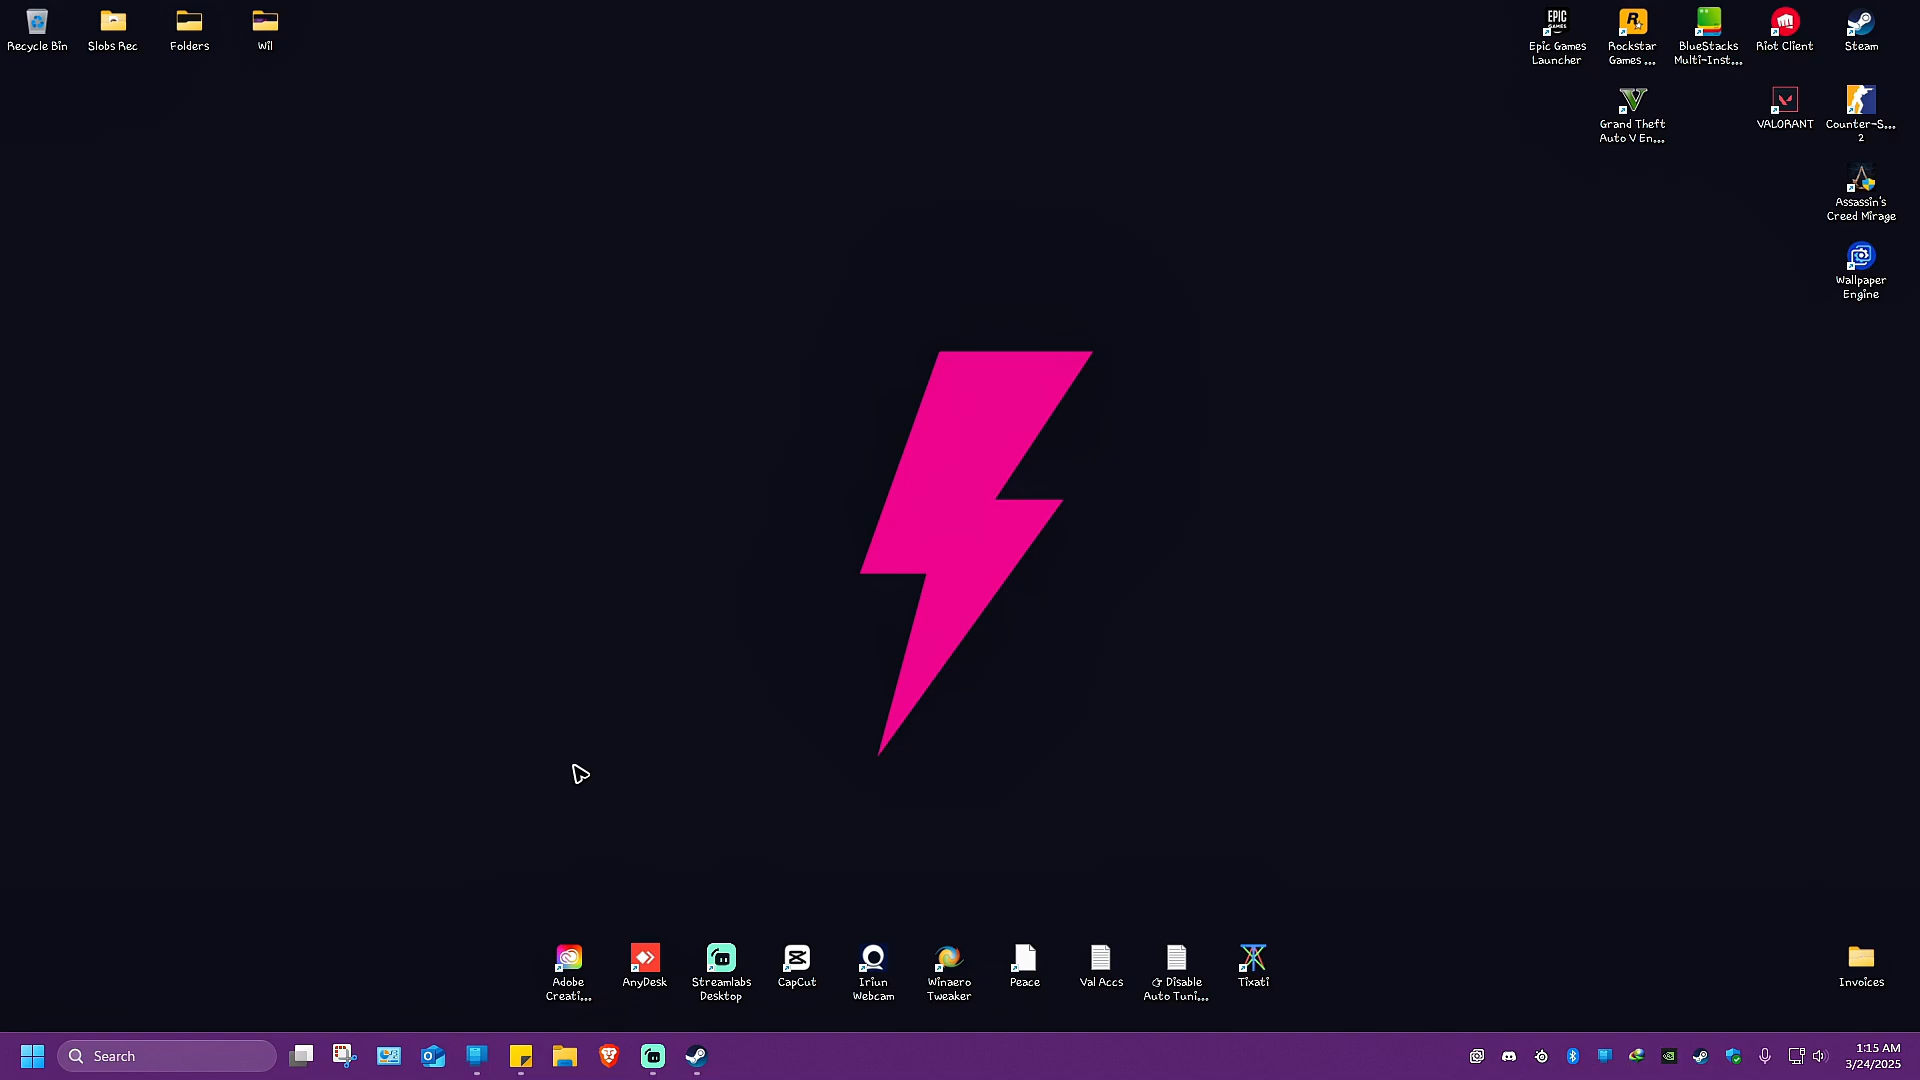 Recycle Bin
Slobs Rec
Folders
Wil
Epic Games
Launcher
Rockstar
Games ...
BlueStacks
Multi-Inst...
Riot Client
Steam
Grand Theft
Auto V En...
VALORANT
Counter-S...
2
Assassin's
Creed Mirage
Wallpaper
Engine
Adobe
Creati...
AnyDesk
Streamlabs
Desktop
CapCut
Iriun
Webcam
Winaero
Tweaker
Peace
Val Accs
👉 Disable
Auto Tuni...
Tixati
Invoices
Search
1:15 AM
3/24/2025